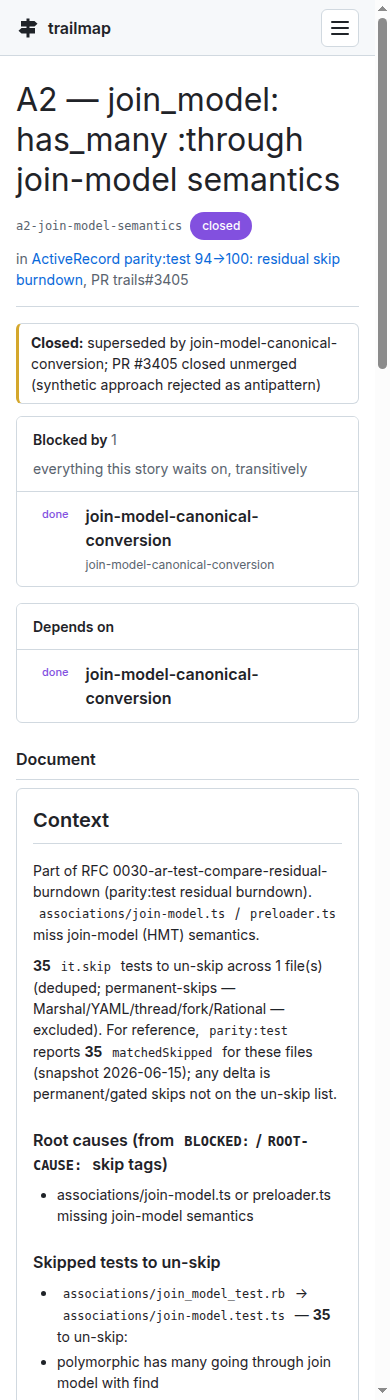 trailmap
A2 — join_model:
has_many :through
join-model semantics
a2-join-model-semantics closed
in ActiveRecord parity:test 94→100: residual skip
burndown, PR trails#3405
Closed: superseded by join-model-canonical-
conversion; PR #3405 closed unmerged
(synthetic approach rejected as antipattern)
Blocked by 1
everything this story waits on, transitively
done join-model-canonical-
conversion
join-model-canonical-conversion
Depends on
done join-model-canonical-
conversion
Document
Context
Part of RFC 0030-ar-test-compare-residual-
burndown (parity:test residual burndown).
associations/join-model.ts / preloader.ts
miss join-model (HMT) semantics.
35 it.skip tests to un-skip across 1 file(s)
(deduped; permanent-skips —
Marshal/YAML/thread/fork/Rational —
excluded). For reference, parity:test
reports 35 matchedSkipped for these files
(snapshot 2026-06-15); any delta is
permanent/gated skips not on the un-skip list.
Root causes (from BLOCKED: / ROOT-
CAUSE: skip tags)
• associations/join-model.ts or preloader.ts
missing join-model semantics
Skipped tests to un-skip
• associations/join_model_test.rb →
associations/join-model.test.ts — 35
to un-skip:
• polymorphic has many going through join
model with find